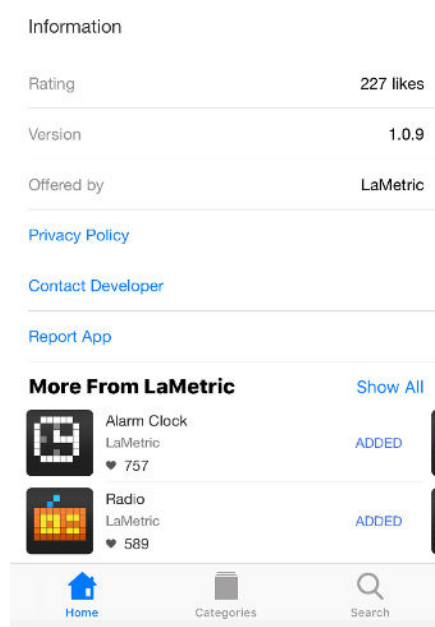 Information
Rating 227 likes
Version 1.0.9
Offered by LaMetric
Privacy Policy
Contact Developer
Report App
More From LaMetric Show All
Alarm Clock
LaMetric ADDED
757
Radio
LaMetric ADDED
589
Home Categories Search